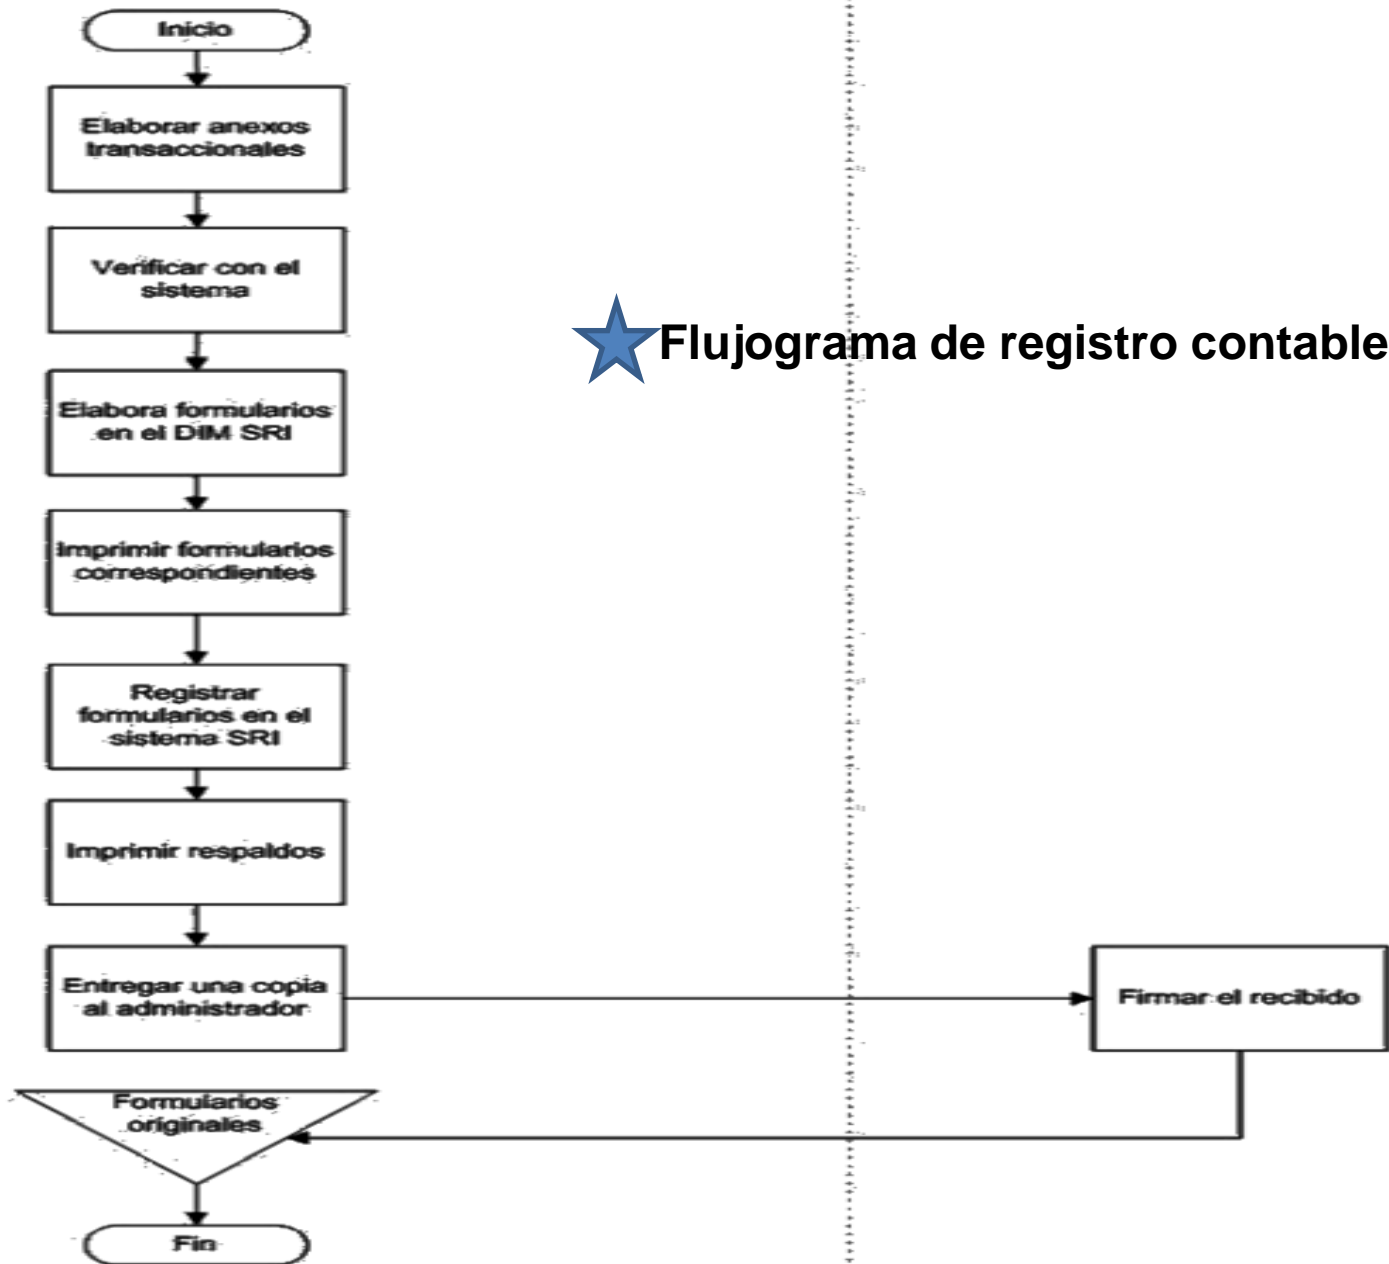 Inicio
Elaborar anexos
transaccionales
Verificar con el
sistema
Flujograma de registro contable
Elabora formularios
en el DIM SRI
Imprimir formularios
correspondientes
Registrar
formularios en el
sistema SRI
Imprimir respaldos
Entregar una copia
al administrador
Firmar el recibido
Formularios
originales
Fin